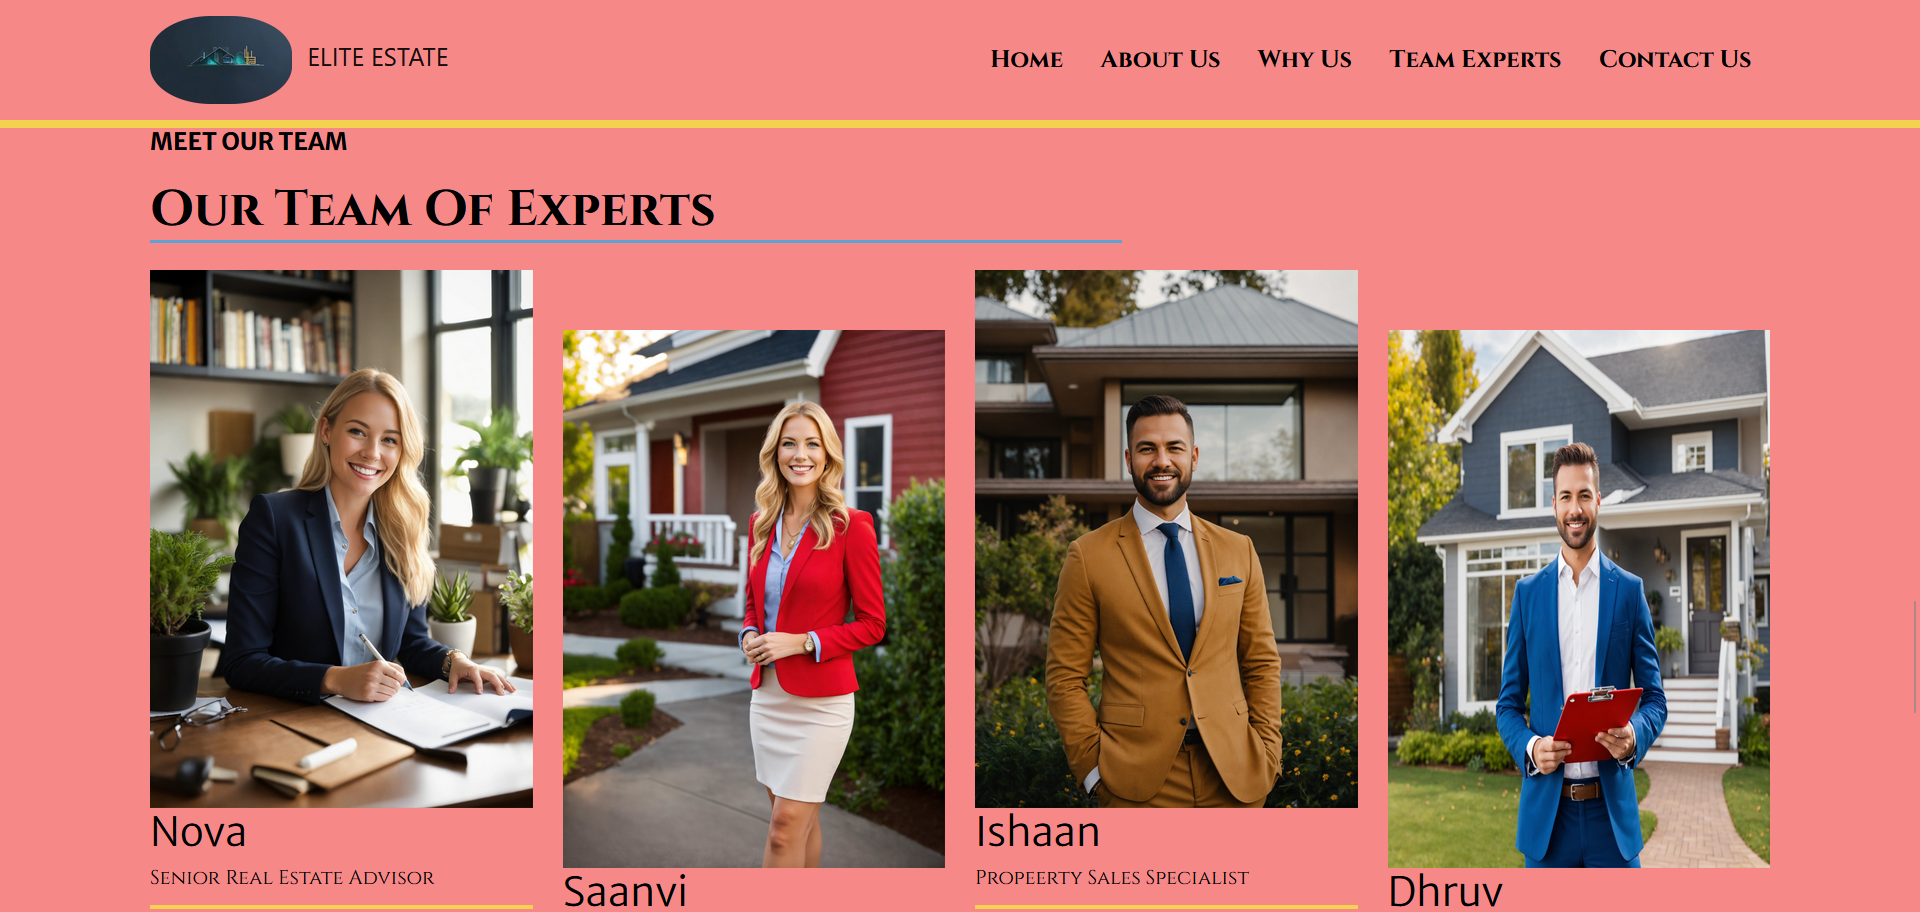 ELITE ESTATE
Home About Us Why Us Team Experts Contact Us
MEET OUR TEAM
Our Team Of Experts
Nova
Senior Real Estate Advisor
Saanvi
Ishaan
Propeerty Sales Specialist
Dhruv